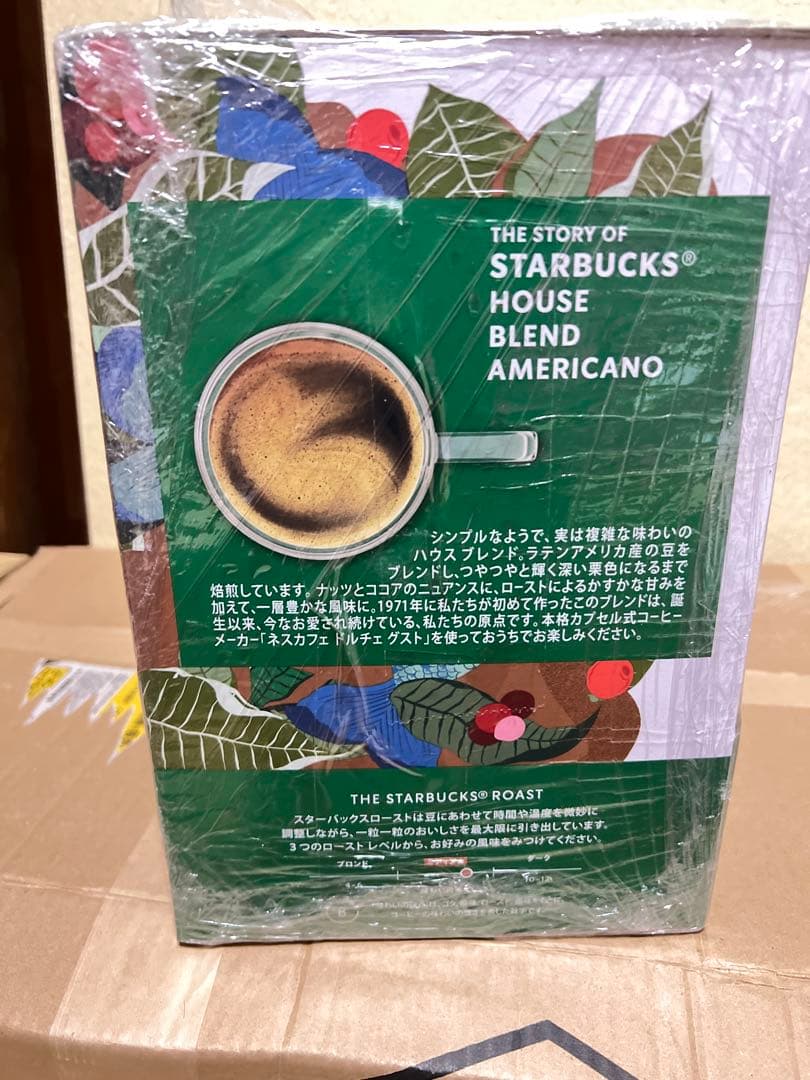 THE STORY OF
STARBUCKS®
HOUSE
BLEND
AMERICANO
シンプルなようで、実は複雑な味わいの
ハウス ブレンド。ラテンアメリカ産の豆を
ブレンドし、つやつやと輝く深い栗色になるまで
焙煎しています。ナッツとココアのニュアンスに、ローストによるかすかな甘みを
加えて、一層豊かな風味に。1971年に私たちが初めて作ったこのブレンドは、誕
生以来、今なお愛され続けている、私たちの原点です。本格カプセル式コーヒー
メーカー「ネスカフェ ドルチェ グスト」を使っておうちでお楽しみください。
THE STARBUCKS® ROAST
スターバックスローストは豆にあわせて時間や温度を微妙に
調整しながら、一粒一粒のおいしさを最大限に引き出しています。
3つのロースト レベルから、お好みの風味をみつけてください。
ブロンド ミディアム ダーク